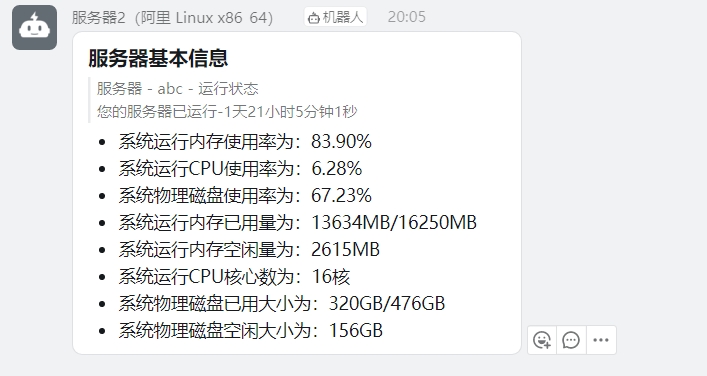 服务器2（阿里 Linux x86 64）
机器人
20:05
服务器基本信息
服务器 - abc - 运行状态
您的服务器已运行-1天21小时5分钟1秒
• 系统运行内存使用率为：83.90%
• 系统运行CPU使用率为：6.28%
• 系统物理磁盘使用率为：67.23%
• 系统运行内存已用量为：13634MB/16250MB
• 系统运行内存空闲量为：2615MB
• 系统运行CPU核心数为：16核
• 系统物理磁盘已用大小为：320GB/476GB
• 系统物理磁盘空闲大小为：156GB